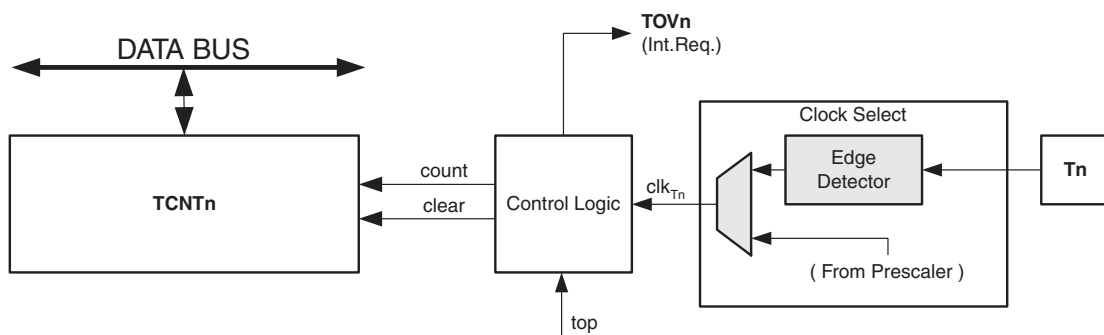 TOVn
(Int.Req.)
DATA BUS
Clock Select
Edge
Detector
Tn
TCNTn
count
clear
Control Logic
clkTn
( From Prescaler )
top